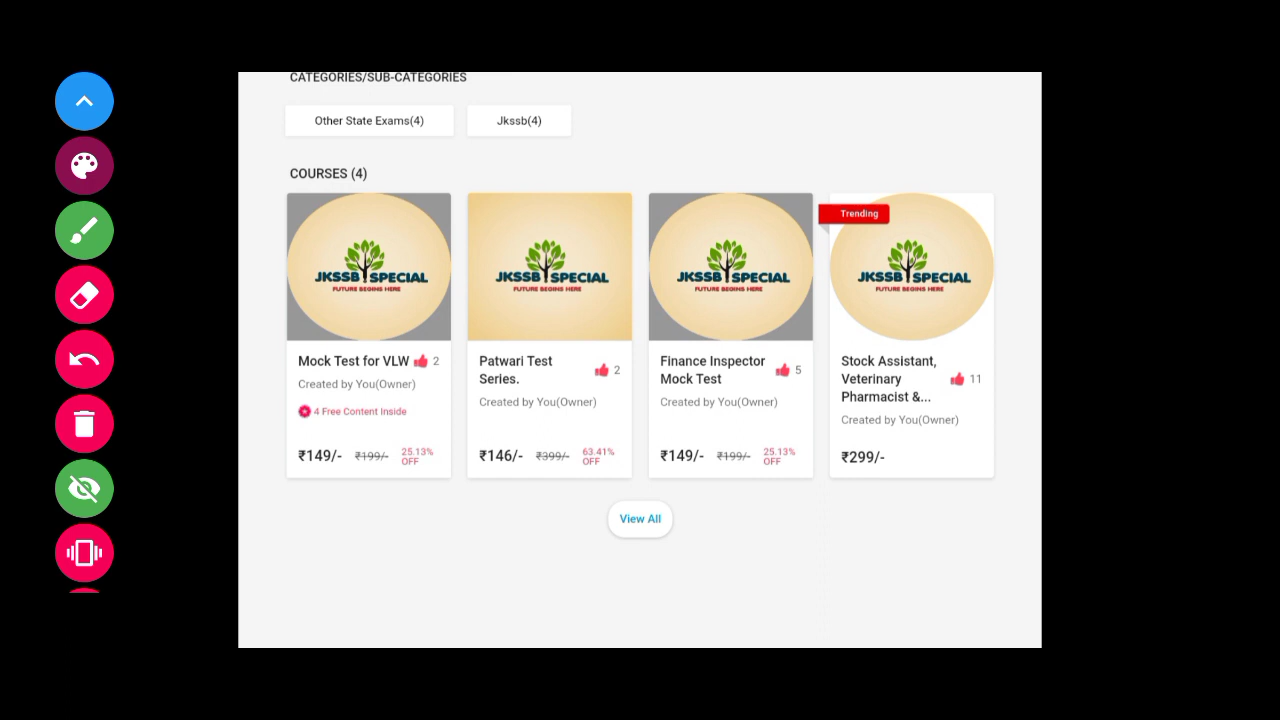 CATEGORIES/SUB-CATEGORIES
Other State Exams(4)
Jkssb(4)
COURSES (4)
JKSSB SPECIAL
FUTURE BEGINS HERE
Mock Test for VLW
2
Created by You(Owner)
4 Free Content Inside
₹149/-
₹199/-
25.13%
OFF
JKSSB SPECIAL
FUTURE BEGINS HERE
Patwari Test
Series.
2
Created by You(Owner)
₹146/-
₹399/-
63.41%
OFF
JKSSB SPECIAL
FUTURE BEGINS HERE
Finance Inspector
Mock Test
5
Created by You(Owner)
₹149/-
₹199/-
25.13%
OFF
Trending
JKSSB SPECIAL
FUTURE BEGINS HERE
Stock Assistant,
Veterinary
Pharmacist &...
11
Created by You(Owner)
₹299/-
View All